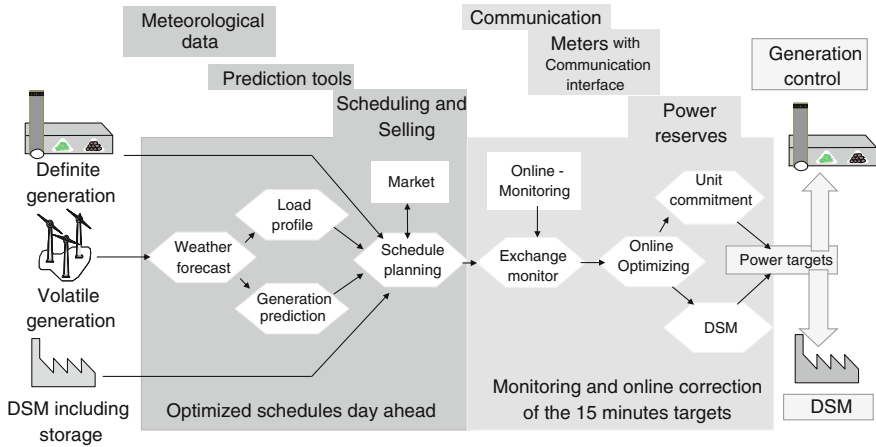 Meteorological
data
Prediction tools
Scheduling and
Selling
Communication
Meters with
Communication
interface
Power
reserves
Generation
control
Definite
generation
Volatile
generation
DSM including
storage
Weather
forecast
Load
profile
Generation
prediction
Market
Schedule
planning
Optimized schedules day ahead
Online -
Monitoring
Exchange
monitor
Online
Optimizing
Unit
commitment
DSM
Power targets
Monitoring and online correction
of the 15 minutes targets
DSM